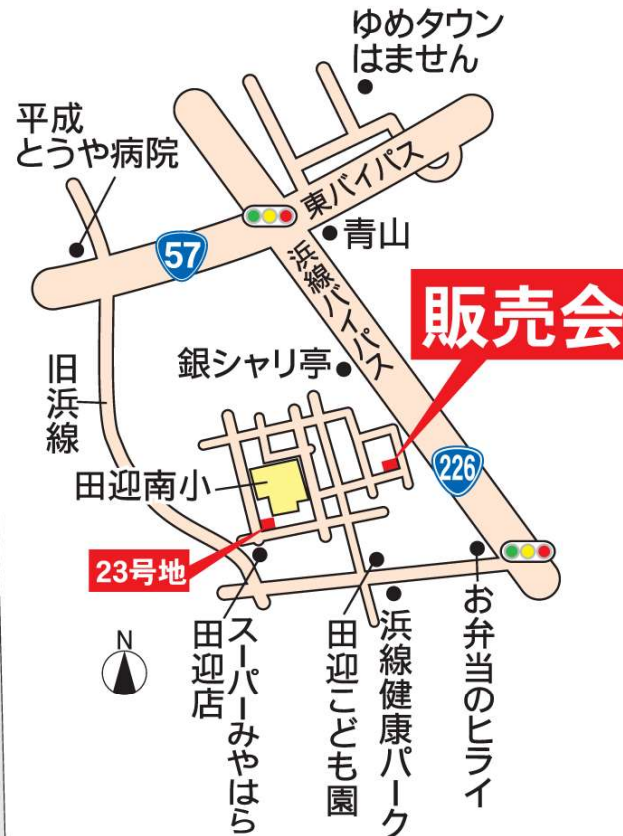 ゆめタウン
はません
平成
とうや病院
東バイパス
57
青山
浜線バイパス
販売会
銀シャリ亭
旧浜線
226
田迎南小
23号地
N
スーパーみやはら
田迎店
田迎こども園
浜線健康パーク
お弁当のヒライ